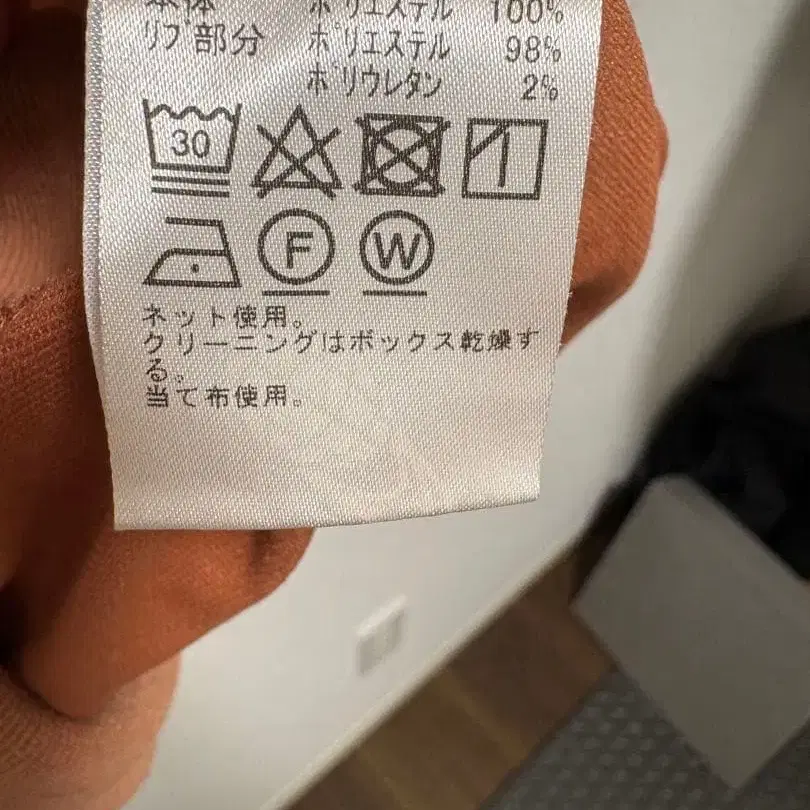 本体 ポリエステル 100%
リブ部分 ポリエステル 98%
ポリウレタン 2%
30
F W
ネット使用。
クリーニングはボックス乾燥す
る。
当て布使用。